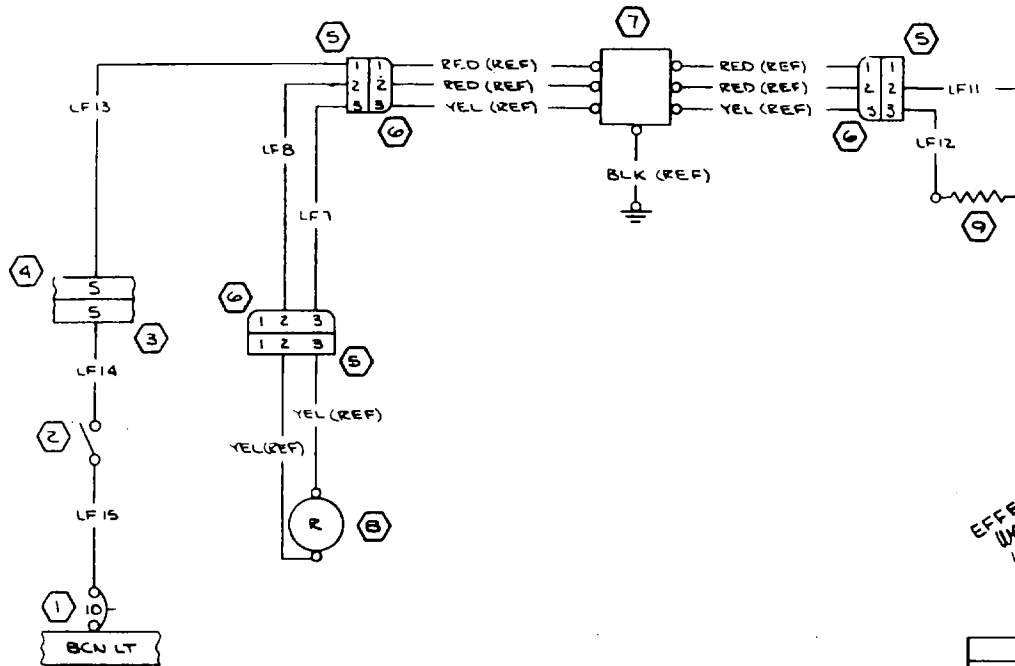 7
5
5
1 1
2 2
3 3
RED (REF)
RED (REF)
YEL (REF)
RED (REF)
RED (REF)
YEL (REF)
1 1
2 2
3 3
LF11
LF13
6
6
LF12
LF8
BLK (REF)
LF7
9
4
S
S
3
6
1 2 3
1 2 3
5
LF14
YEL (REF)
2
YEL (REF)
LF15
R
8
1
10
BCN LT